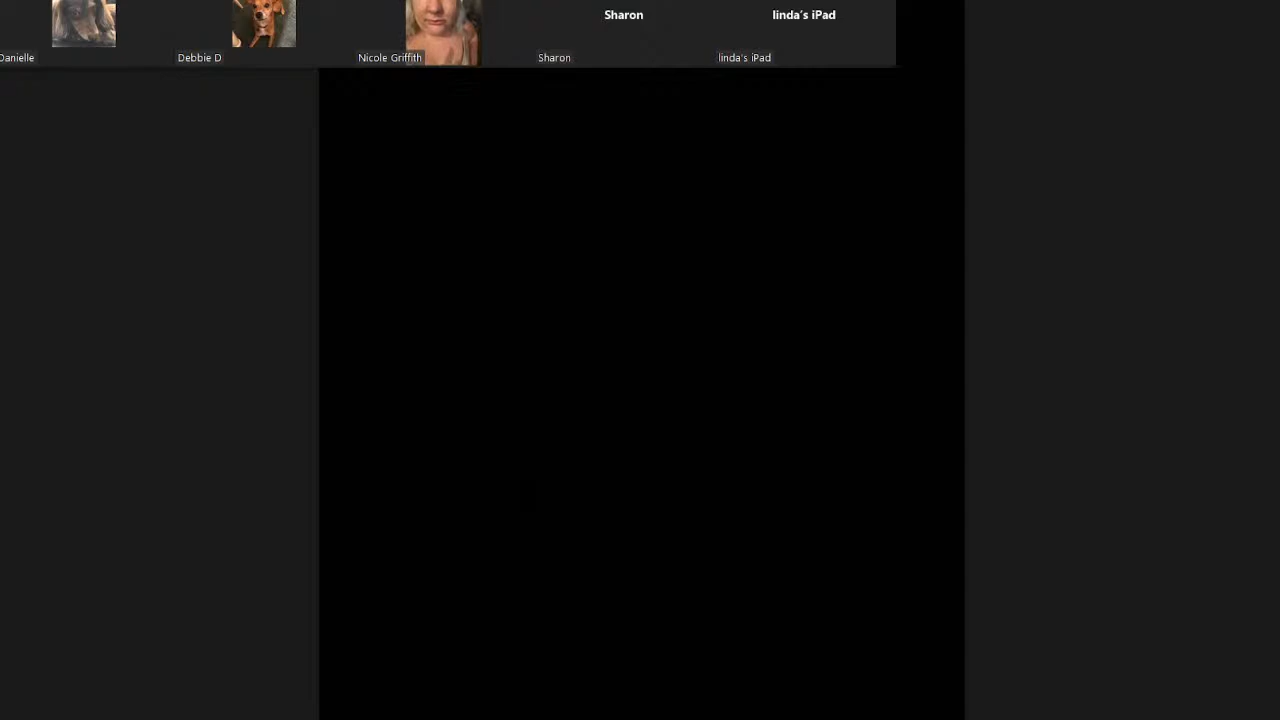 Sharon
linda's iPad
Danielle
Debbie D
Nicole Griffith
Sharon
linda's iPad